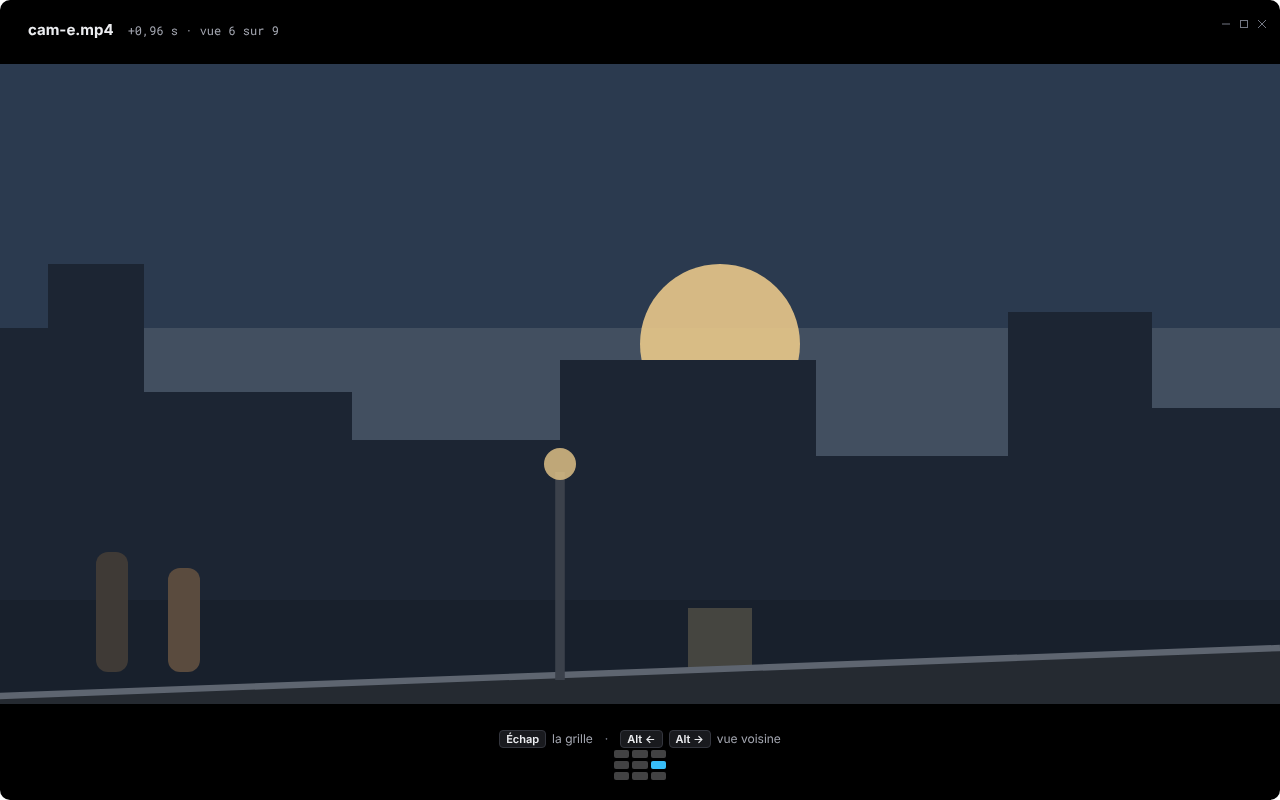 cam-e.mp4 +0,96 s · vue 6 sur 9
Échap la grille · Alt ← Alt → vue voisine